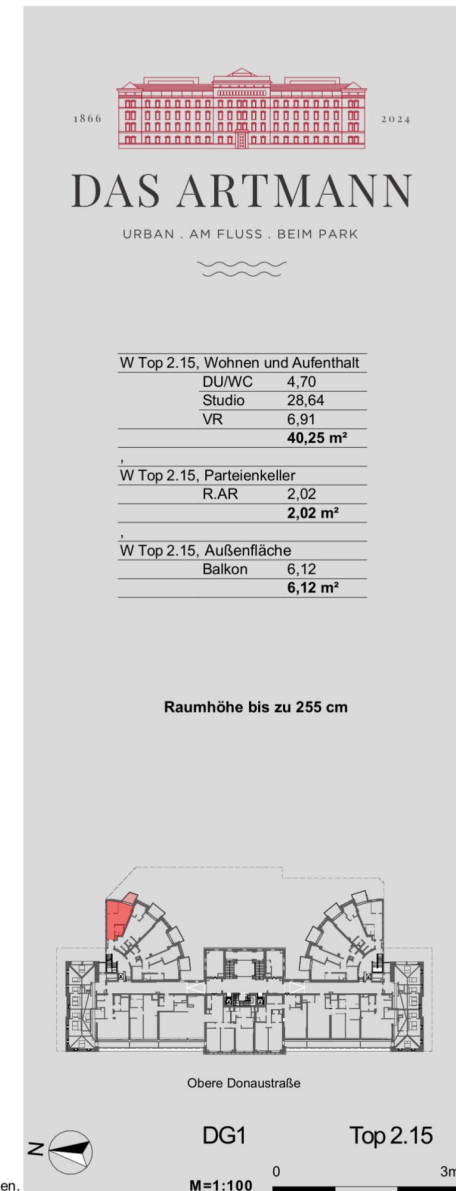 1866 2024
DAS ARTMANN
URBAN . AM FLUSS . BEIM PARK
W Top 2.15, Wohnen und Aufenthalt
DU/WC 4,70
Studio 28,64
VR 6,91
40,25 m²
,
W Top 2.15, Parteienkeller
R.AR 2,02
2,02 m²
,
W Top 2.15, Außenfläche
Balkon 6,12
6,12 m²
Raumhöhe bis zu 255 cm
Obere Donaustraße
N DG1 Top 2.15
0 3m
en. M=1:100